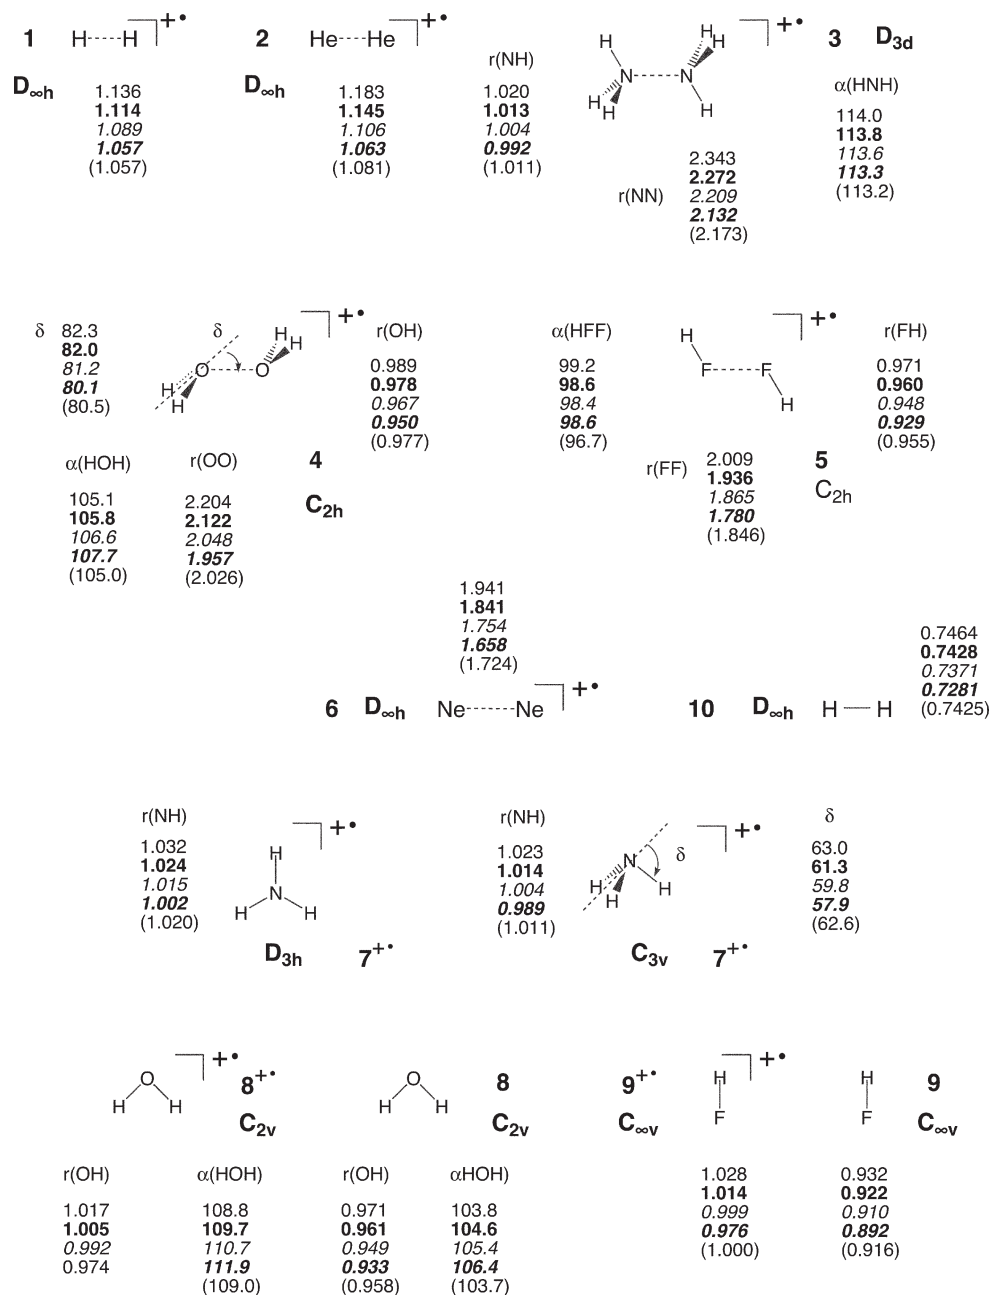 1 H H +•
D∞h
1.136
1.114
1.089
1.057
(1.057)
2 He He +•
D∞h
1.183
1.145
1.106
1.063
(1.081)
r(NH)
1.020
1.013
1.004
0.992
(1.011)
H H H
N N
H H H
+•
3 D3d
r(NN)
2.343
2.272
2.209
2.132
(2.173)
α(HNH)
114.0
113.8
113.6
113.3
(113.2)
δ 82.3
82.0
81.2
80.1
(80.5)
δ H H
O O
H H
+•
r(OH)
0.989
0.978
0.967
0.950
(0.977)
α(HOH)
105.1
105.8
106.6
107.7
(105.0)
r(OO)
2.204
2.122
2.048
1.957
(2.026)
4
C2h
α(HFF)
99.2
98.6
98.4
98.6
(96.7)
H
F F
H
+•
r(FH)
0.971
0.960
0.948
0.929
(0.955)
r(FF)
2.009
1.936
1.865
1.780
(1.846)
5
C2h
1.941
1.841
1.754
1.658
(1.724)
6 D∞h Ne Ne +•
10 D∞h H H
0.7464
0.7428
0.7371
0.7281
(0.7425)
r(NH)
1.032
1.024
1.015
1.002
(1.020)
H
N
H H
+•
D3h 7+•
r(NH)
1.023
1.014
1.004
0.989
(1.011)
N δ
H H H
+•
δ
63.0
61.3
59.8
57.9
(62.6)
C3v 7+•
O
H H
+•
8+•
C2v
r(OH)
1.017
1.005
0.992
0.974
α(HOH)
108.8
109.7
110.7
111.9
(109.0)
O
H H
8
C2v
r(OH)
0.971
0.961
0.949
0.933
(0.958)
αHOH)
103.8
104.6
105.4
106.4
(103.7)
9+•
C∞v
H
F
+•
1.028
1.014
0.999
0.976
(1.000)
H
F
9
C∞v
0.932
0.922
0.910
0.892
(0.916)